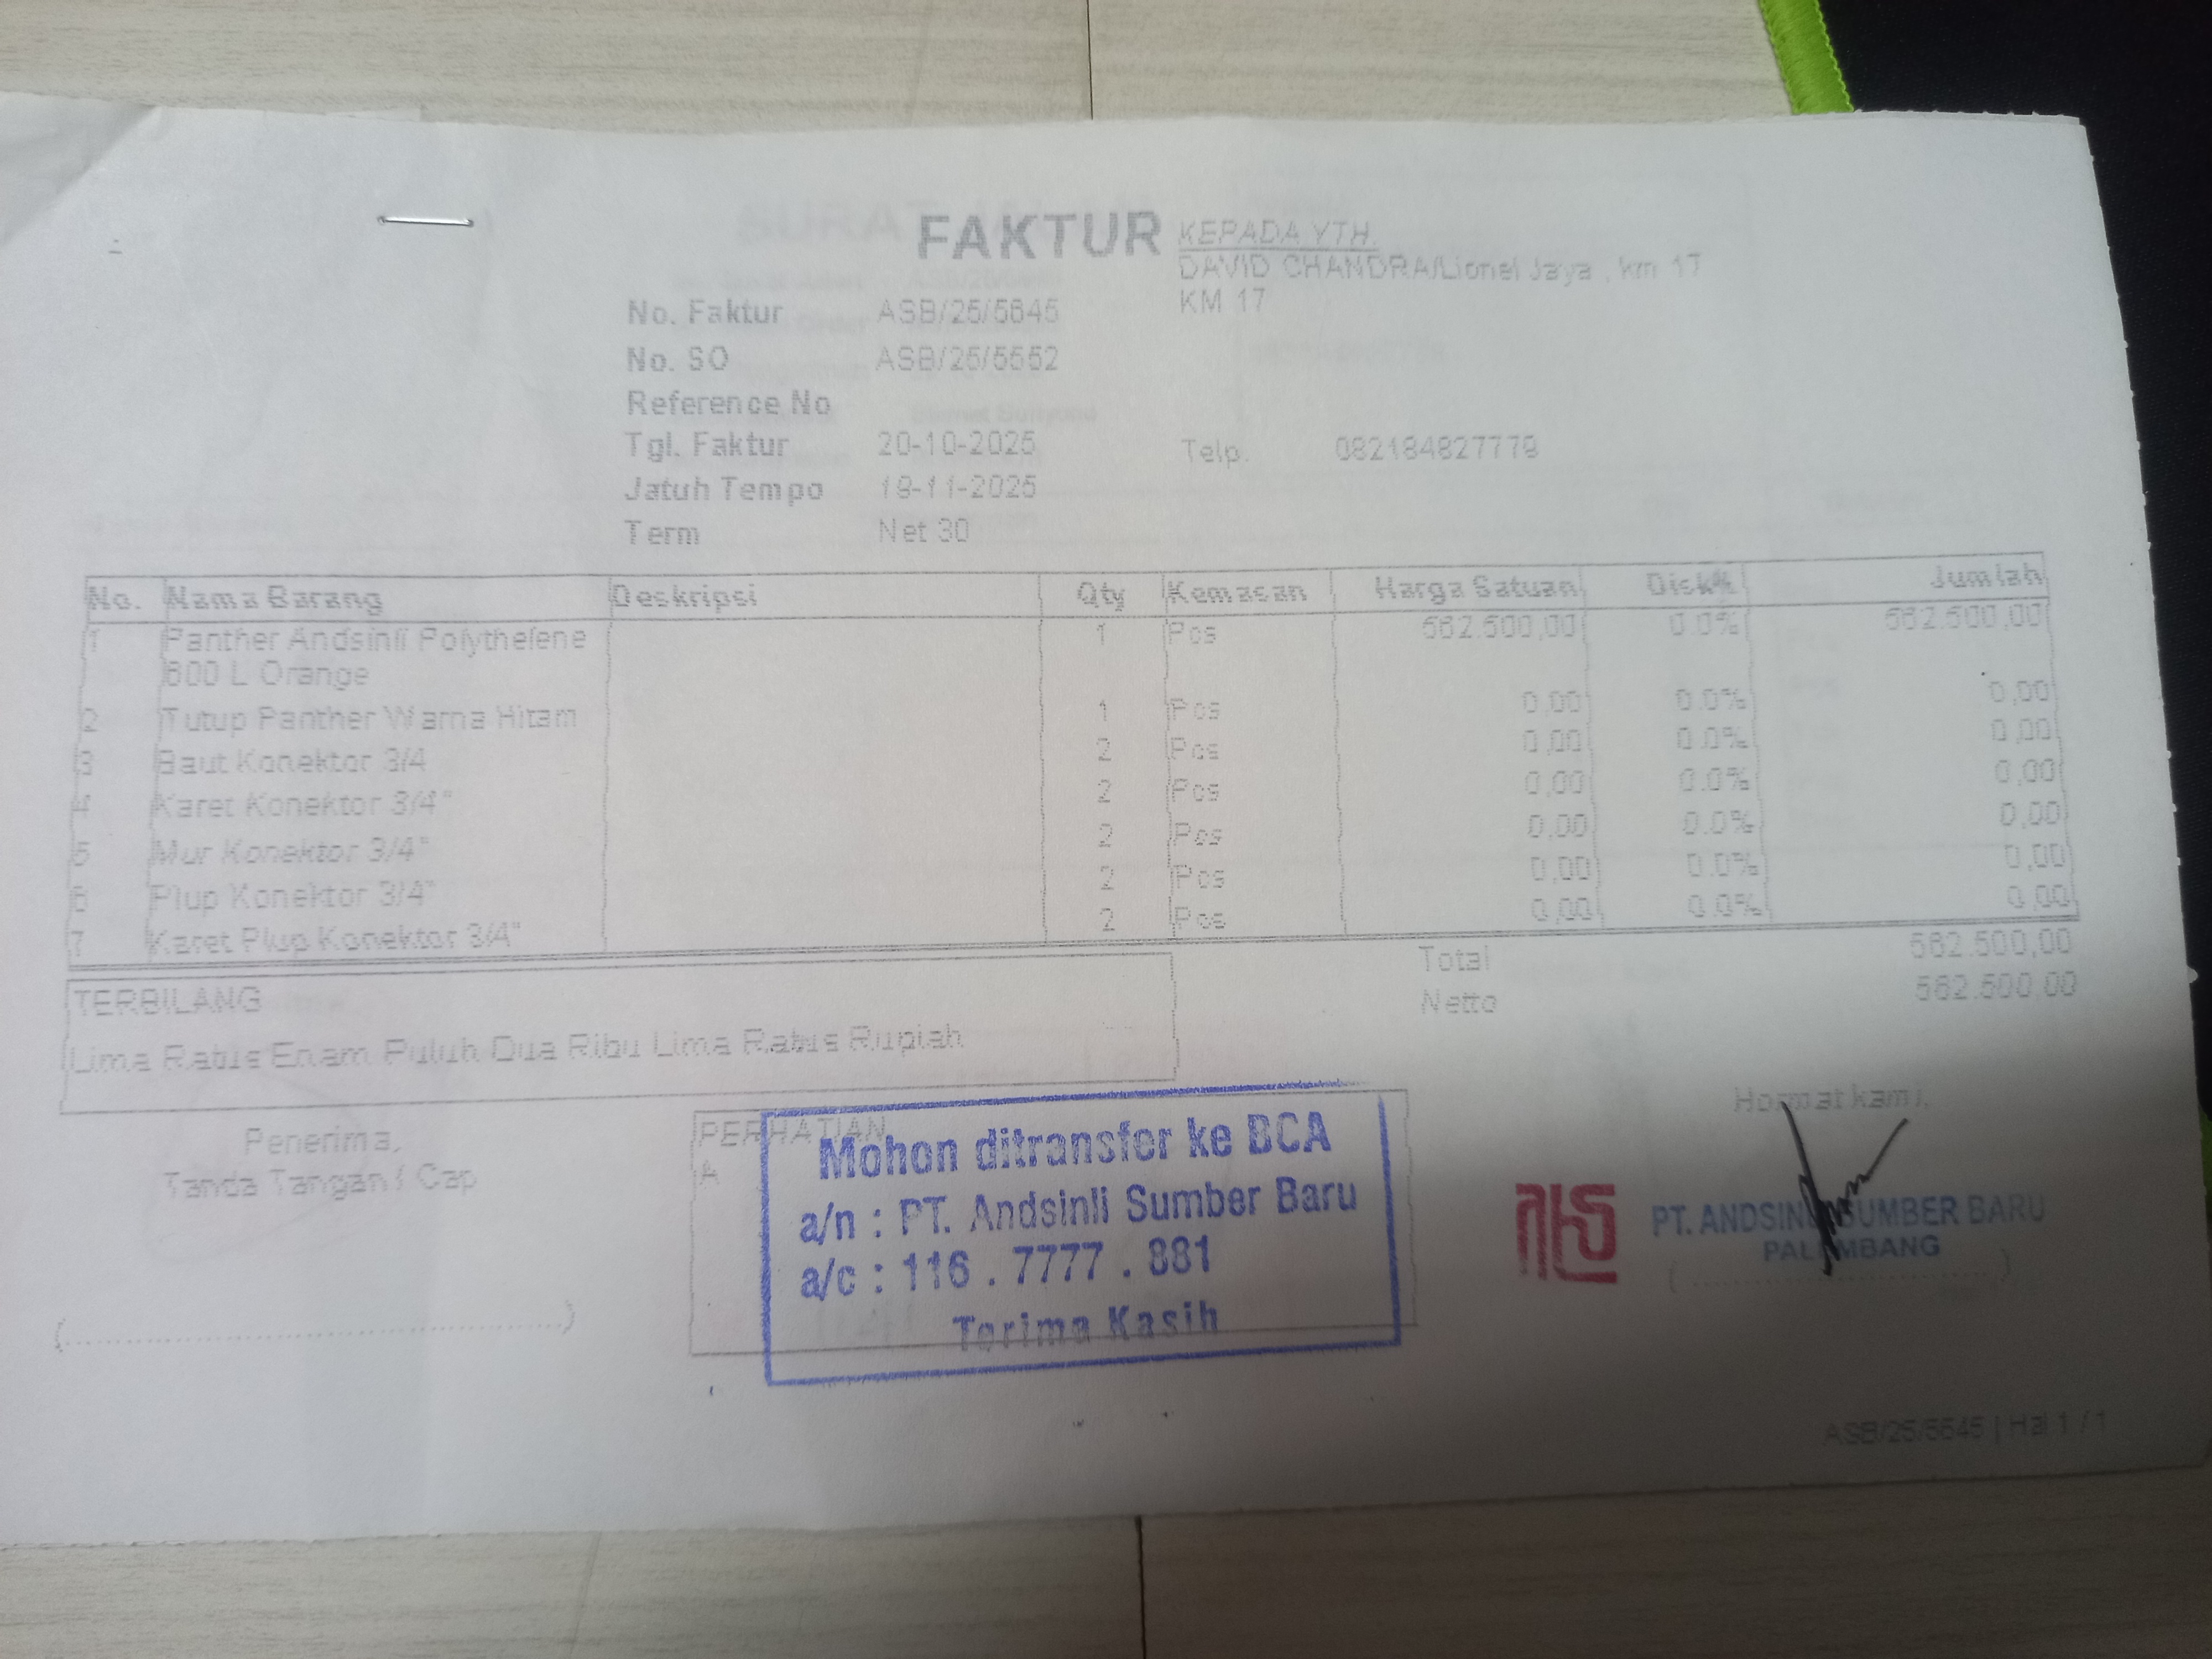 FAKTUR
KEPADA YTH.
DAVID CHANDRA/Lionel Jaya , km 17
KM 17
No. Faktur ASB/25/5645
No. SO ASB/25/5552
Reference No
Tgl. Faktur 20-10-2025
Telp. 082184827779
Jatuh Tempo 19-11-2025
Term Net 30
No. Nama Barang Deskripsi Qty Kemasan Harga Satuan Disk% Jumlah
1 Panther Andsinli Polythelene 1 Pcs 562.500,00 0.0% 562.500,00
600 L Orange
2 Tutup Panther Warna Hitam 1 Pcs 0,00 0.0% 0,00
3 Baut Konektor 3/4 2 Pcs 0,00 0.0% 0,00
4 Karet Konektor 3/4" 2 Pcs 0,00 0.0% 0,00
5 Mur Konektor 3/4" 2 Pcs 0,00 0.0% 0,00
6 Plup Konektor 3/4" 2 Pcs 0,00 0.0% 0,00
7 Karet Plup Konektor 3/4" 2 Pcs 0,00 0.0% 0,00
Total 562.500,00
Netto 562.500,00
TERBILANG
Lima Ratus Enam Puluh Dua Ribu Lima Ratus Rupiah
Penerima,
Tanda Tangan / Cap
PERHATIAN
A
Mohon ditransfer ke BCA
a/n : PT. Andsinli Sumber Baru
a/c : 116 . 7777 . 881
Terima Kasih
Hormat kami,
PT. ANDSINLI SUMBER BARU
PALEMBANG
ASB/25/5645 | Hal 1 / 1